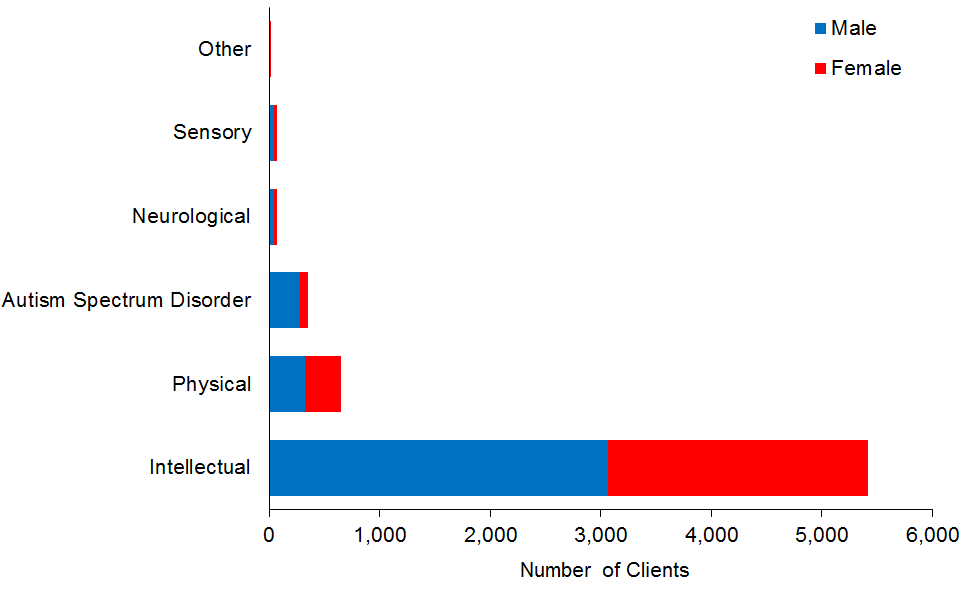 Male
Female
Other
Sensory
Neurological
Autism Spectrum Disorder
Physical
Intellectual
0 1,000 2,000 3,000 4,000 5,000 6,000
Number of Clients